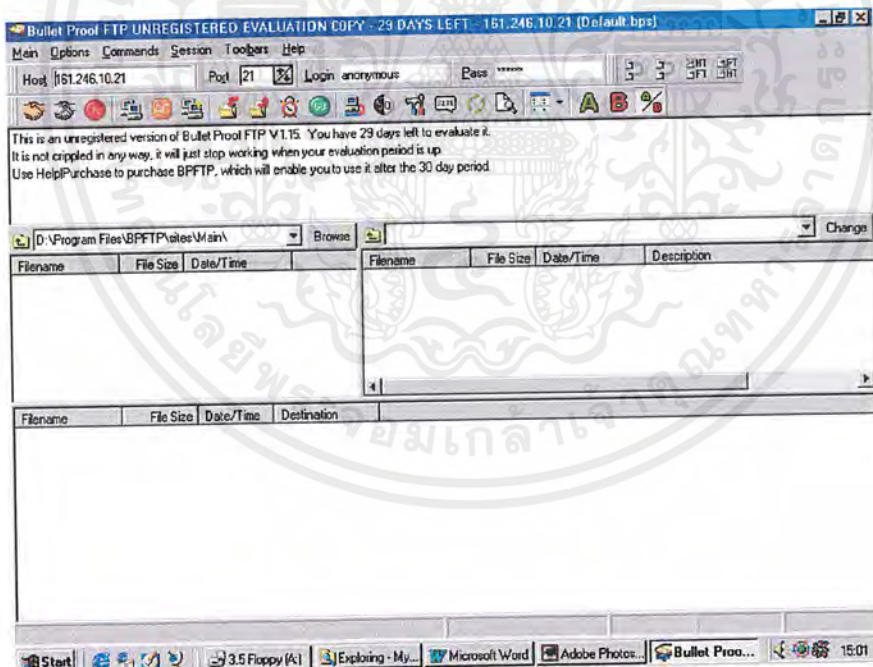 Bullet Proof FTP UNREGISTERED EVALUATION COPY - 29 DAYS LEFT - 161.246.10.21 (Default.bps)
Main Options Commands Session Toolbars Help
Host 161.246.10.21 Port 21 Login anonymous Pass *****
A B %
This is an unregistered version of Bullet Proof FTP V1.15. You have 29 days left to evaluate it.
It is not crippled in any way, it will just stop working when your evaluation period is up.
Use Help|Purchase to purchase BPFTP, which will enable you to use it after the 30 day period.
D:\Program Files\BPFTP\sites\Main\ Browse Change
Filename File Size Date/Time
Filename File Size Date/Time Description
Filename File Size Date/Time Destination
Start 3.5 Floppy (A:) Exploring - My... Microsoft Word Adobe Photos... Bullet Proo... 15:01